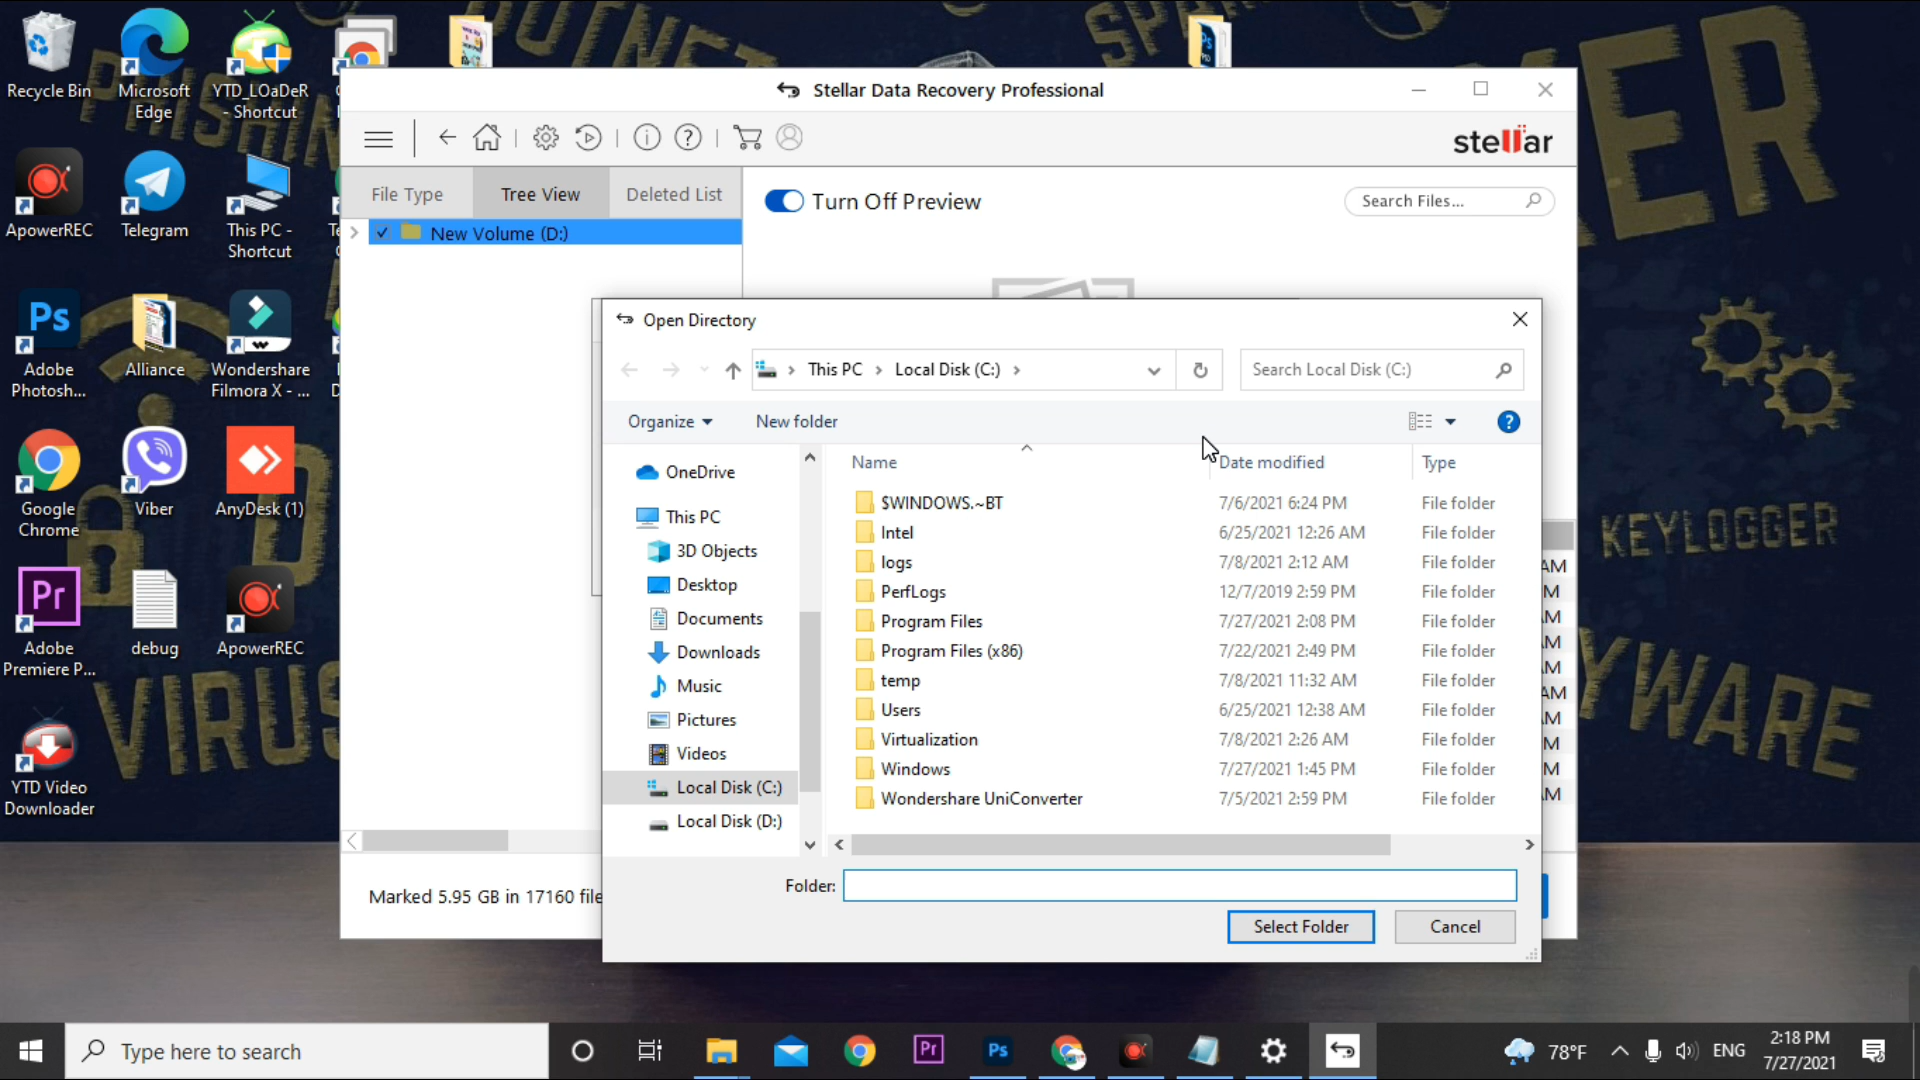 Recycle Bin
Microsoft
Edge
YTD_LOaDeR
- Shortcut
ApowerREC
Telegram
This PC -
Shortcut
Adobe
Photosh...
Alliance
Wondershare
Filmora X - ...
Google
Chrome
Viber
AnyDesk (1)
Adobe
Premiere P...
debug
ApowerREC
YTD Video
Downloader
Stellar Data Recovery Professional
stellar
File Type
Tree View
Deleted List
Turn Off Preview
Search Files...
New Volume (D:)
Open Directory
This PC
Local Disk (C:)
Search Local Disk (C:)
Organize
New folder
OneDrive
This PC
3D Objects
Desktop
Documents
Downloads
Music
Pictures
Videos
Local Disk (C:)
Local Disk (D:)
Name Date modified Type
$WINDOWS.~BT 7/6/2021 6:24 PM File folder
Intel 6/25/2021 12:26 AM File folder
logs 7/8/2021 2:12 AM File folder
PerfLogs 12/7/2019 2:59 PM File folder
Program Files 7/27/2021 2:08 PM File folder
Program Files (x86) 7/22/2021 2:49 PM File folder
temp 7/8/2021 11:32 AM File folder
Users 6/25/2021 12:38 AM File folder
Virtualization 7/8/2021 2:26 AM File folder
Windows 7/27/2021 1:45 PM File folder
Wondershare UniConverter 7/5/2021 2:59 PM File folder
Folder:
Select Folder
Cancel
Marked 5.95 GB in 17160 file
KEYLOGGER
VIRUS
Type here to search
78°F
ENG
2:18 PM
7/27/2021